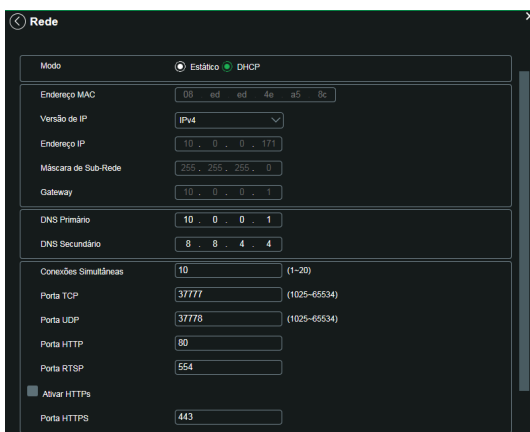 Rede
Modo Estático DHCP
Endereço MAC 08 ed ed 4e a5 8c
Versão de IP IPv4
Endereço IP 10 . 0 . 0 . 171
Máscara de Sub-Rede 255 . 255 . 255 . 0
Gateway 10 . 0 . 0 . 1
DNS Primário 10 . 0 . 0 . 1
DNS Secundário 8 . 8 . 4 . 4
Conexões Simultâneas 10 (1~20)
Porta TCP 37777 (1025~65534)
Porta UDP 37778 (1025~65534)
Porta HTTP 80
Porta RTSP 554
Ativar HTTPs
Porta HTTPS 443